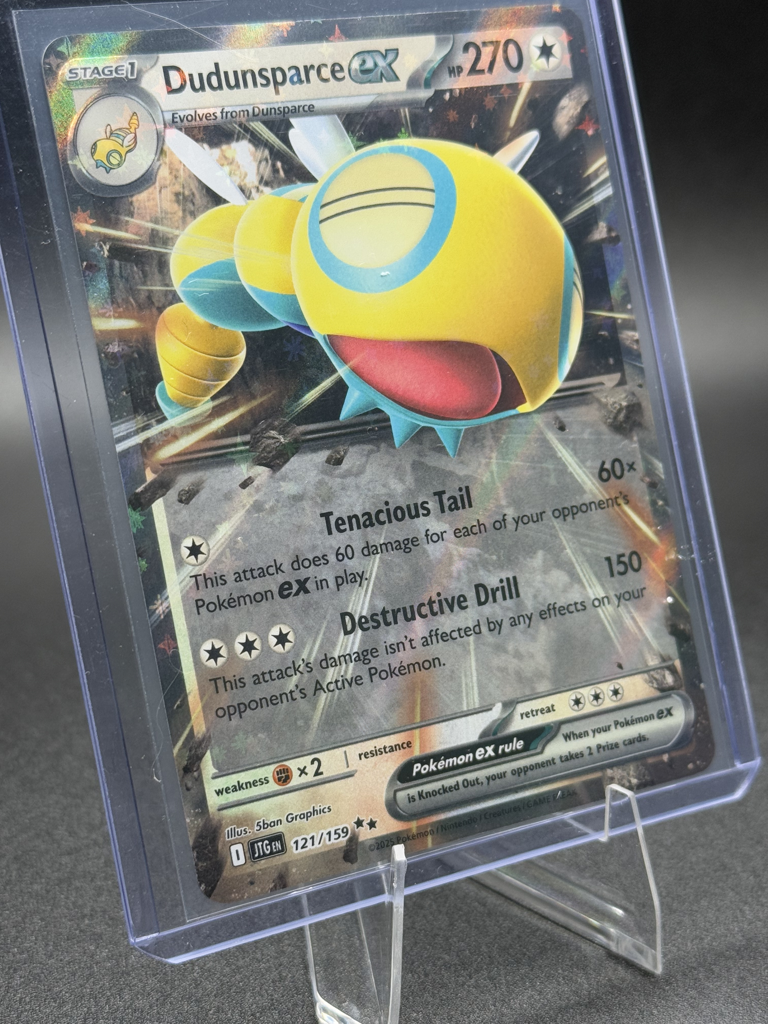 STAGE1 Dudunsparce ex HP 270
Evolves from Dunsparce
Tenacious Tail 60×
This attack does 60 damage for each of your opponent's
Pokémon ex in play.
Destructive Drill 150
This attack's damage isn't affected by any effects on your
opponent's Active Pokémon.
weakness ×2 resistance retreat
Pokémon ex rule When your Pokémon ex
is Knocked Out, your opponent takes 2 Prize cards.
Illus. 5ban Graphics
I JTG EN 121/159
©2025 Pokémon / Nintendo / Creatures / GAME FREAK